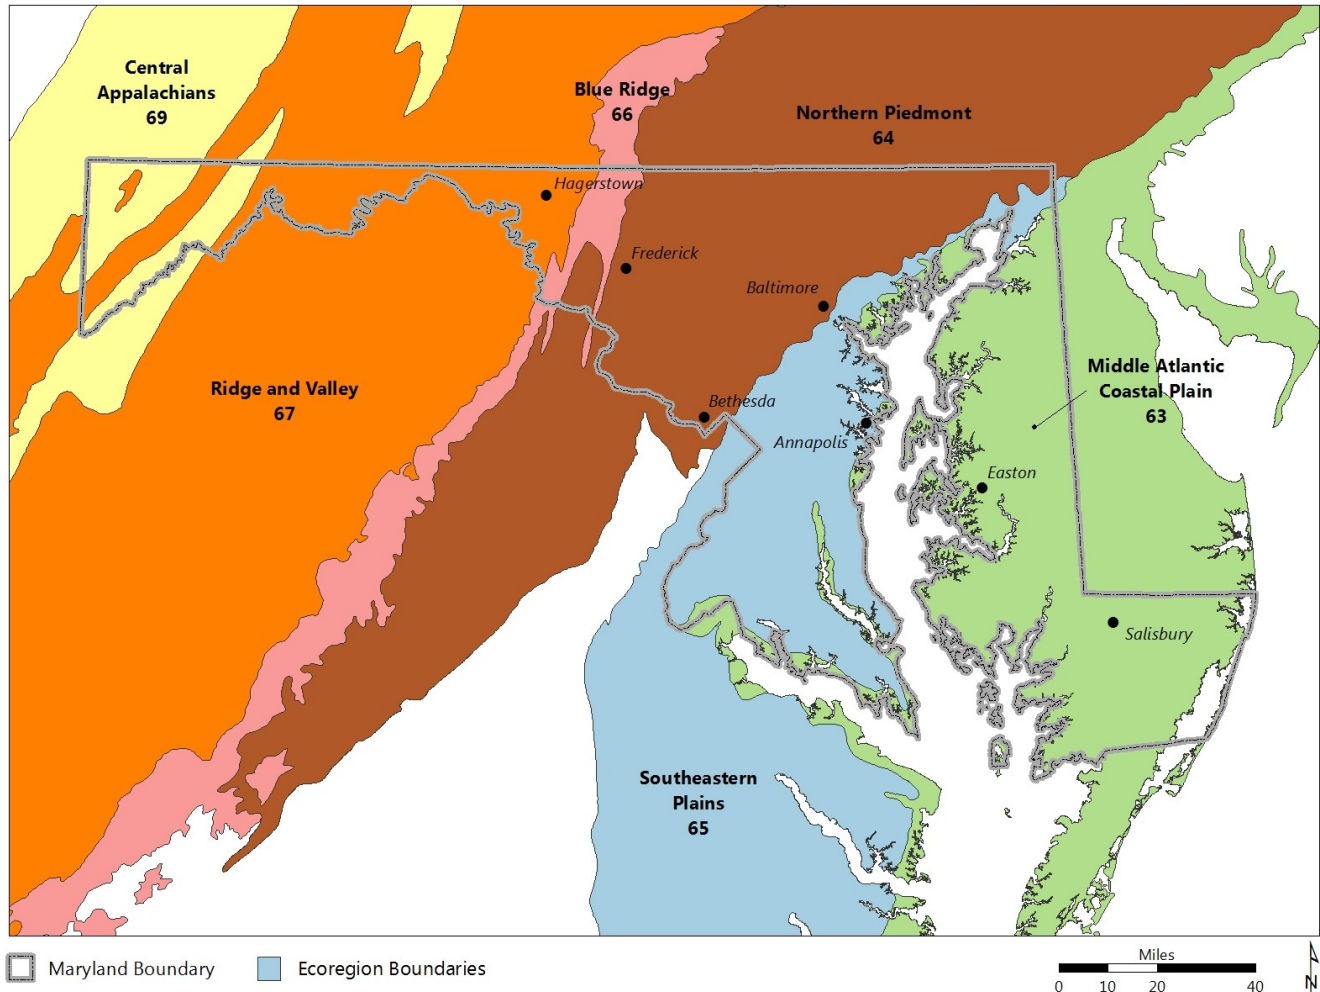 Central
Appalachians
69
Blue Ridge
66
Northern Piedmont
64
Hagerstown
Frederick
Baltimore
Ridge and Valley
67
Middle Atlantic
Coastal Plain
63
Bethesda
Annapolis
Easton
Salisbury
Southeastern
Plains
65
Maryland Boundary
Ecoregion Boundaries
Miles
0 10 20 40
N